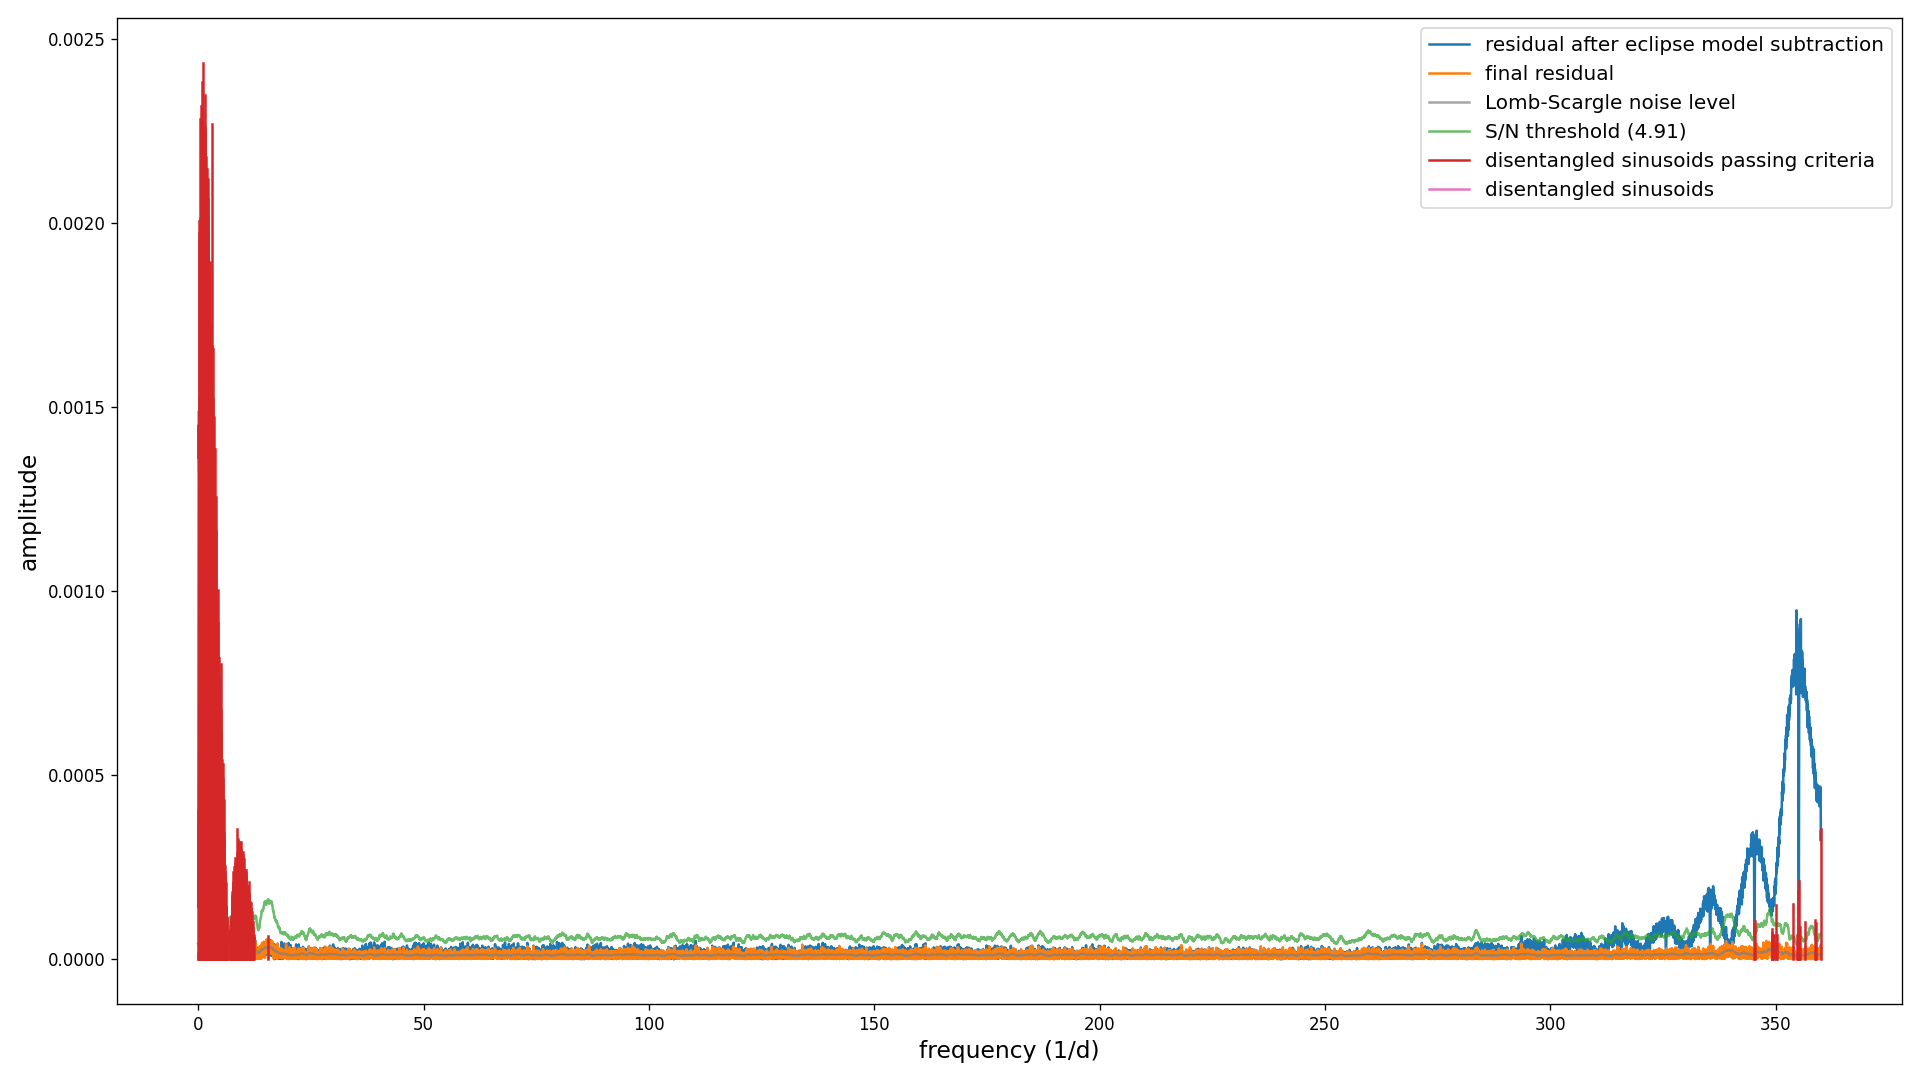 residual after eclipse model subtraction
final residual
Lomb-Scargle noise level
S/N threshold (4.91)
disentangled sinusoids passing criteria
disentangled sinusoids
amplitude
0.0025
0.0020
0.0015
0.0010
0.0005
0.0000
0 50 100 150 200 250 300 350
frequency (1/d)